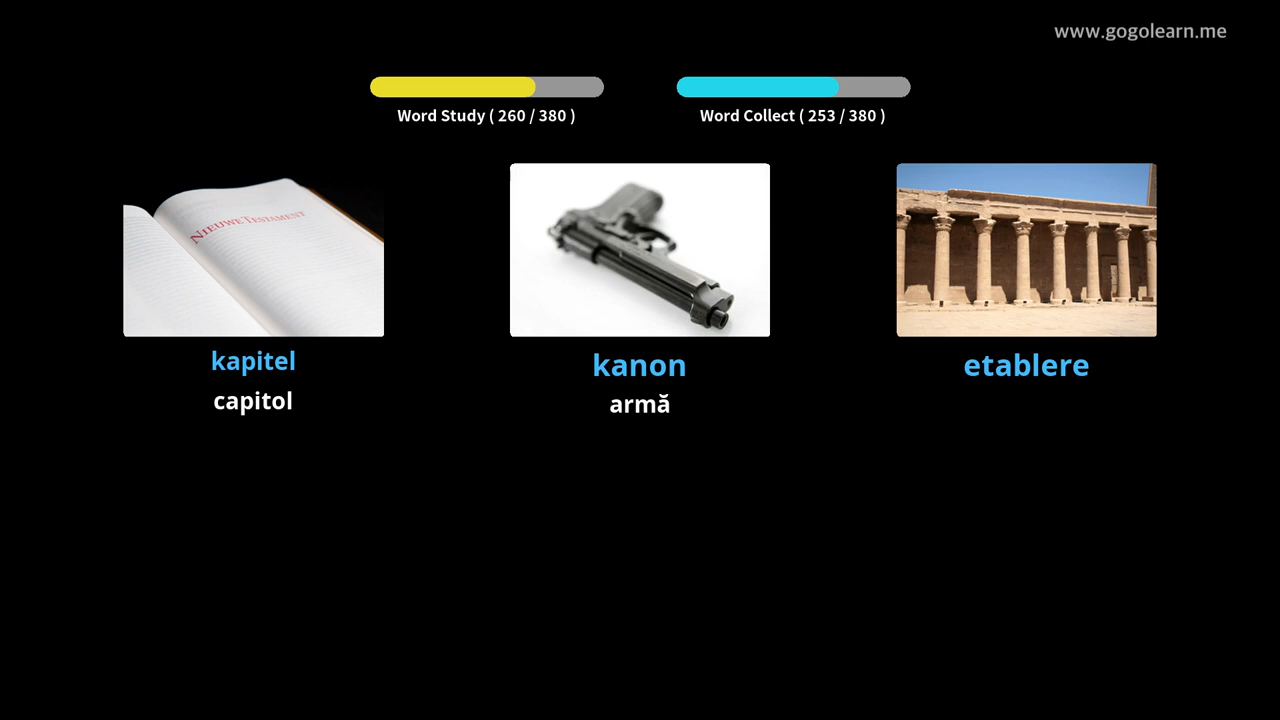 www.gogolearn.me
Word Study ( 260 / 380 )
Word Collect ( 253 / 380 )
NIEUWE TESTAMENT
kapitel
capitol
kanon
armă
etablere